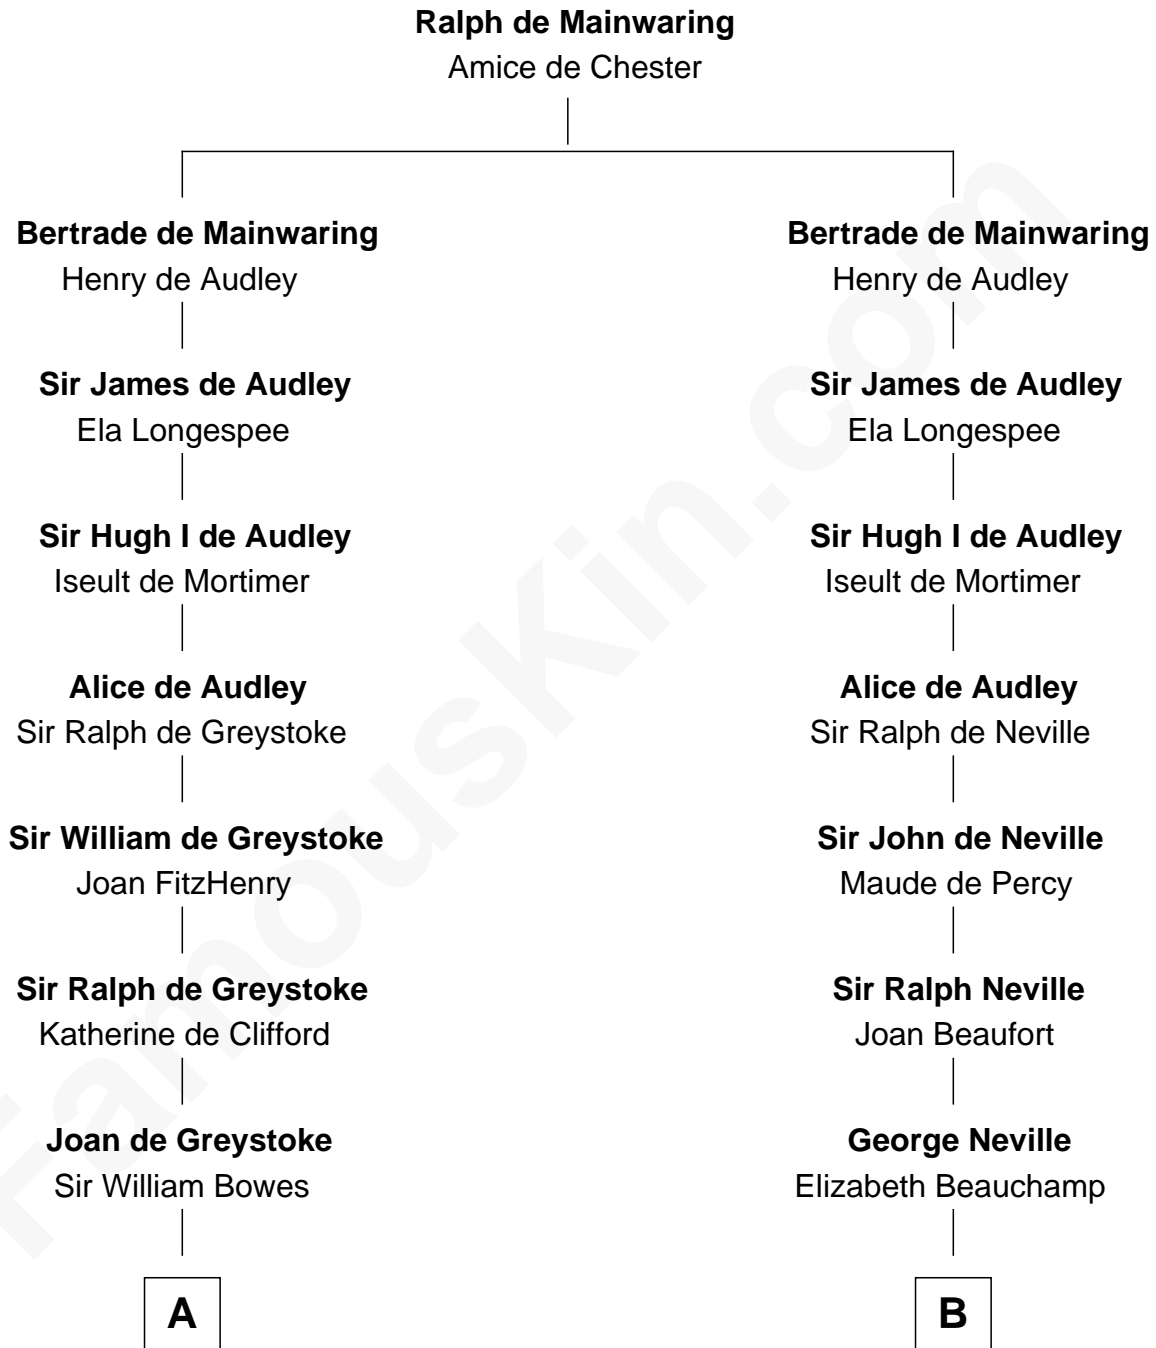 Ralph de Mainwaring
Amice de Chester
Bertrade de Mainwaring
Henry de Audley
Bertrade de Mainwaring
Henry de Audley
Sir James de Audley
Ela Longespee
Sir James de Audley
Ela Longespee
Sir Hugh I de Audley
Iseult de Mortimer
Sir Hugh I de Audley
Iseult de Mortimer
Alice de Audley
Sir Ralph de Greystoke
Alice de Audley
Sir Ralph de Neville
Sir William de Greystoke
Joan FitzHenry
Sir John de Neville
Maude de Percy
Sir Ralph de Greystoke
Katherine de Clifford
Sir Ralph Neville
Joan Beaufort
Joan de Greystoke
Sir William Bowes
George Neville
Elizabeth Beauchamp
A
B
FamousKin.com